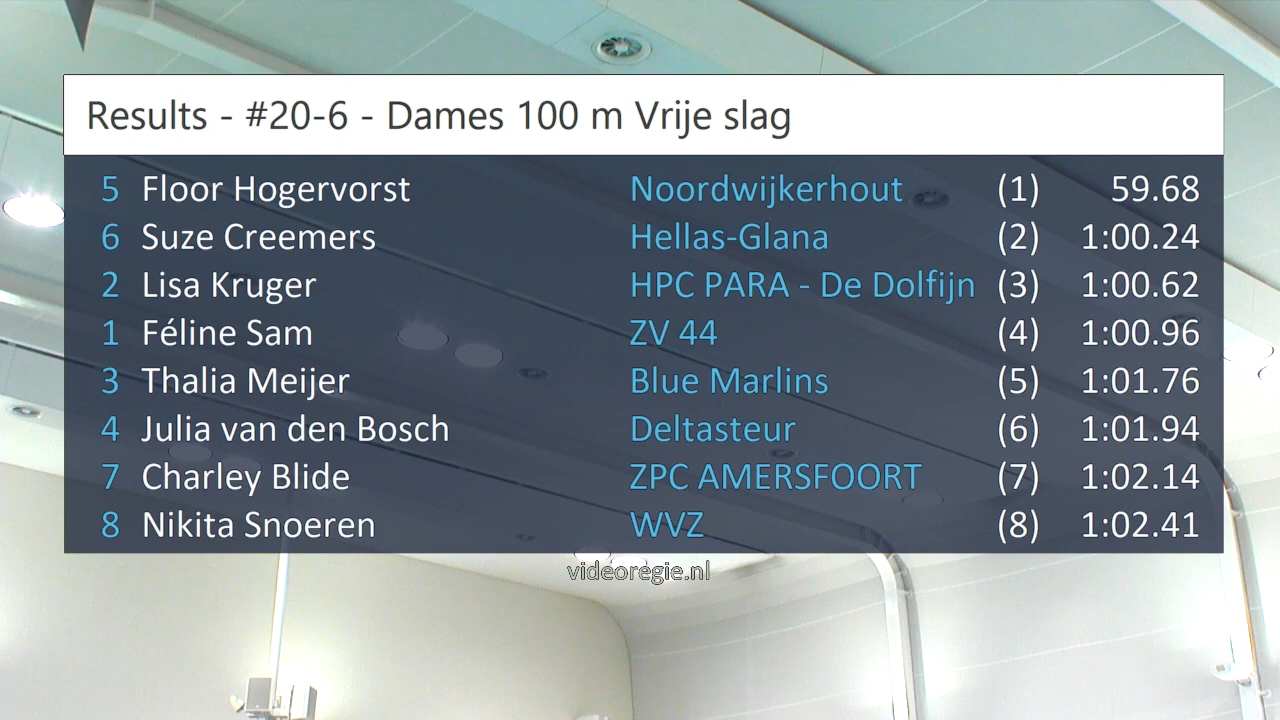 Results - #20-6 - Dames 100 m Vrije slag
5 Floor Hogervorst Noordwijkerhout (1) 59.68
6 Suze Creemers Hellas-Glana (2) 1:00.24
2 Lisa Kruger HPC PARA - De Dolfijn (3) 1:00.62
1 Féline Sam ZV 44 (4) 1:00.96
3 Thalia Meijer Blue Marlins (5) 1:01.76
4 Julia van den Bosch Deltasteur (6) 1:01.94
7 Charley Blide ZPC AMERSFOORT (7) 1:02.14
8 Nikita Snoeren WVZ (8) 1:02.41
videoregie.nl